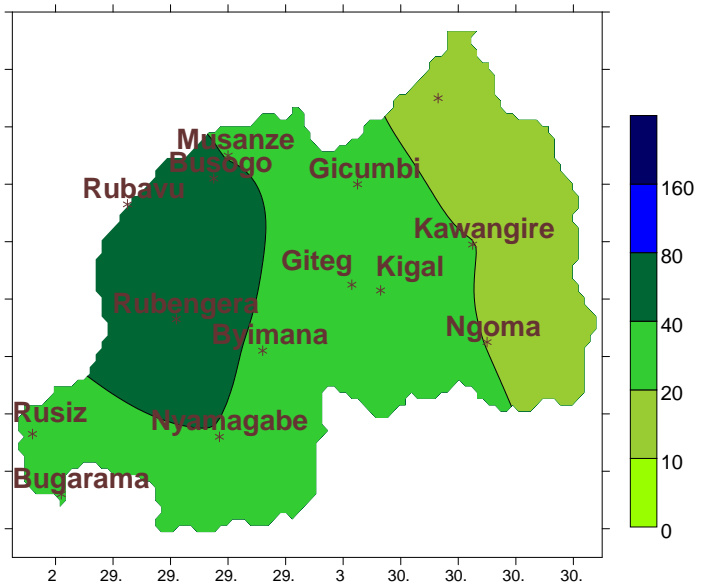 Musanze
Busogo
Gicumbi
Rubavu
Kawangire
Giteg
Kigal
Rubengera
Byimana
Ngoma
Rusiz
Nyamagabe
Bugarama
160
80
40
20
10
0
2 29. 29. 29. 29. 3 30. 30. 30. 30.